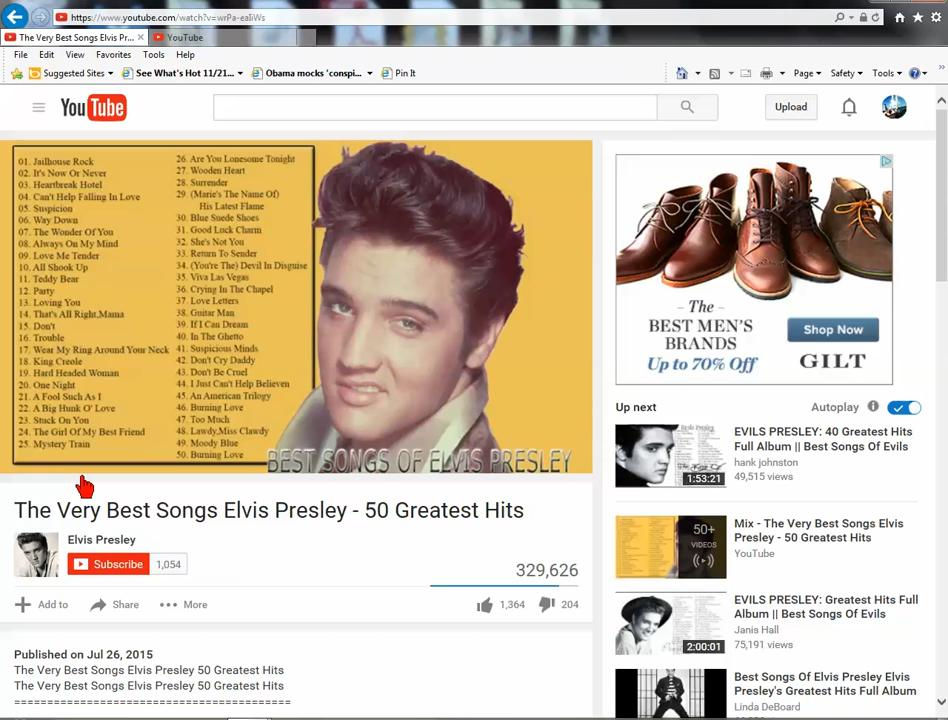 https://www.youtube.com/watch?v=wrPa-eaIiWs
The Very Best Songs Elvis Pr...
YouTube
File Edit View Favorites Tools Help
Suggested Sites See What's Hot 11/21... Obama mocks 'conspi... Pin It
Page Safety Tools
YouTube
Upload
01. Jailhouse Rock
02. It's Now Or Never
03. Heartbreak Hotel
04. Can't Help Falling In Love
05. Suspicion
06. Way Down
07. The Wonder Of You
08. Always On My Mind
09. Love Me Tender
10. All Shook Up
11. Teddy Bear
12. Party
13. Loving You
14. That's All Right,Mama
15. Don't
16. Trouble
17. Wear My Ring Around Your Neck
18. King Creole
19. Hard Headed Woman
20. One Night
21. A Fool Such As I
22. A Big Hunk O' Love
23. Stuck On You
24. The Girl Of My Best Friend
25. Mystery Train
26. Are You Lonesome Tonight
27. Wooden Heart
28. Surrender
29. (Marie's The Name Of)
His Latest Flame
30. Blue Suede Shoes
31. Good Luck Charm
32. She's Not You
33. Return To Sender
34. (You're The) Devil In Disguise
35. Viva Las Vegas
36. Crying In The Chapel
37. Love Letters
38. Guitar Man
39. If I Can Dream
40. In The Ghetto
41. Suspicious Minds
42. Don't Cry Daddy
43. Don't Be Cruel
44. I Just Can't Help Believen
45. An American Trilogy
46. Burning Love
47. Too Much
48. Lawdy,Miss Clawdy
49. Moody Blue
50. Burning Love
BEST SONGS OF ELVIS PRESLEY
The Very Best Songs Elvis Presley - 50 Greatest Hits
Elvis Presley
Subscribe 1,054
329,626
Add to Share More 1,364 204
Published on Jul 26, 2015
The Very Best Songs Elvis Presley 50 Greatest Hits
The Very Best Songs Elvis Presley 50 Greatest Hits
========================================
The
BEST MEN'S
BRANDS
Up to 70% Off
Shop Now
GILT
Up next Autoplay
EVILS PRESLEY: 40 Greatest Hits
Full Album || Best Songs Of Evils
hank johnston
49,515 views
1:53:21
Mix - The Very Best Songs Elvis
Presley - 50 Greatest Hits
YouTube
50+
VIDEOS
EVILS PRESLEY: Greatest Hits Full
Album || Best Songs Of Evils
Janis Hall
75,191 views
2:00:01
Best Songs Of Elvis Presley Elvis
Presley's Greatest Hits Full Album
Linda DeBoard